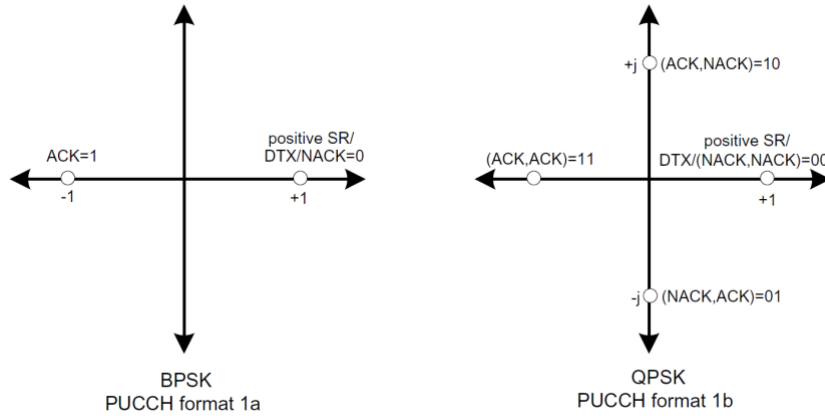 ACK=1
positive SR/
DTX/NACK=0
-1
+1
BPSK
PUCCH format 1a
+j
(ACK,NACK)=10
(ACK,ACK)=11
positive SR/
DTX/(NACK,NACK)=00
+1
-j
(NACK,ACK)=01
QPSK
PUCCH format 1b